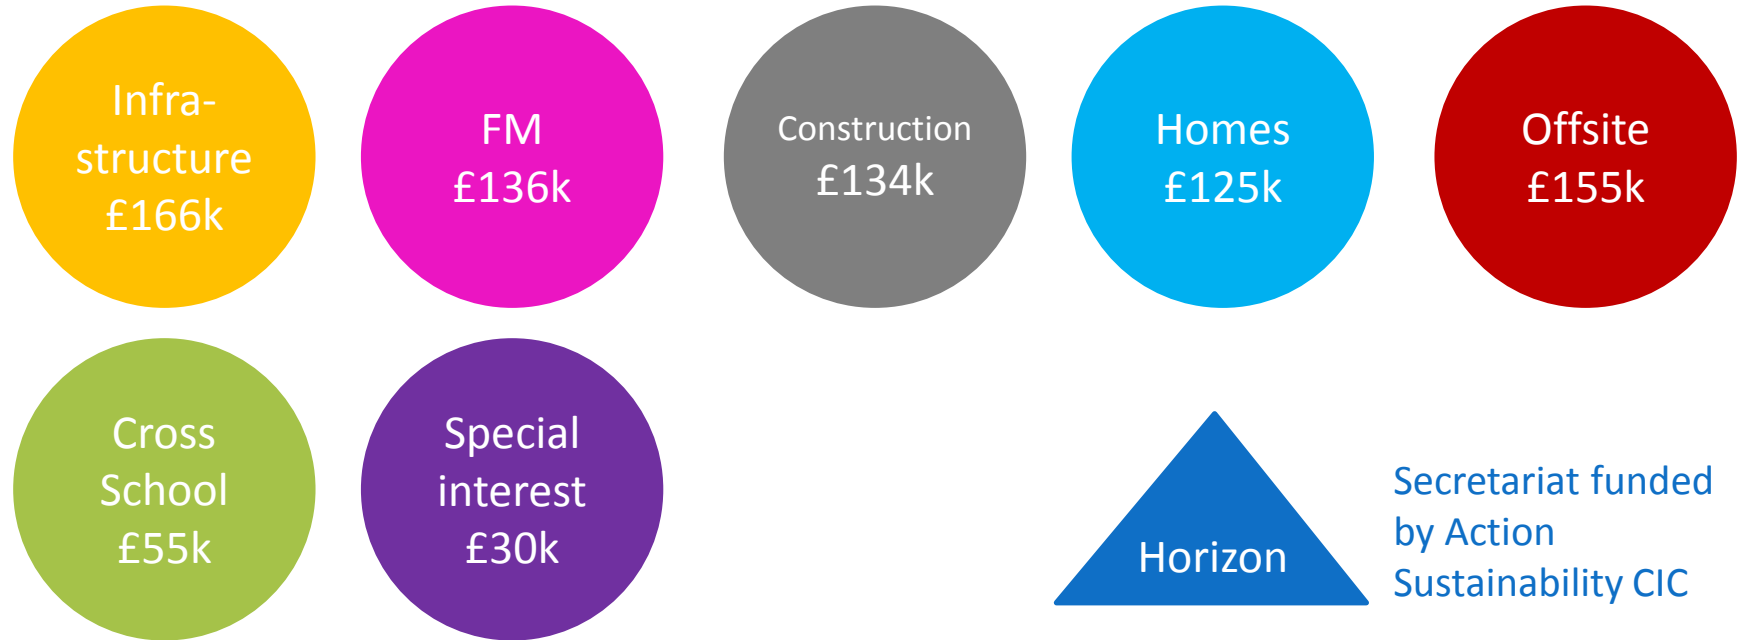 Infra-
structure
£166k
FM
£136k
Construction
£134k
Homes
£125k
Offsite
£155k
Cross
School
£55k
Special
interest
£30k
Horizon
Secretariat funded
by Action
Sustainability CIC